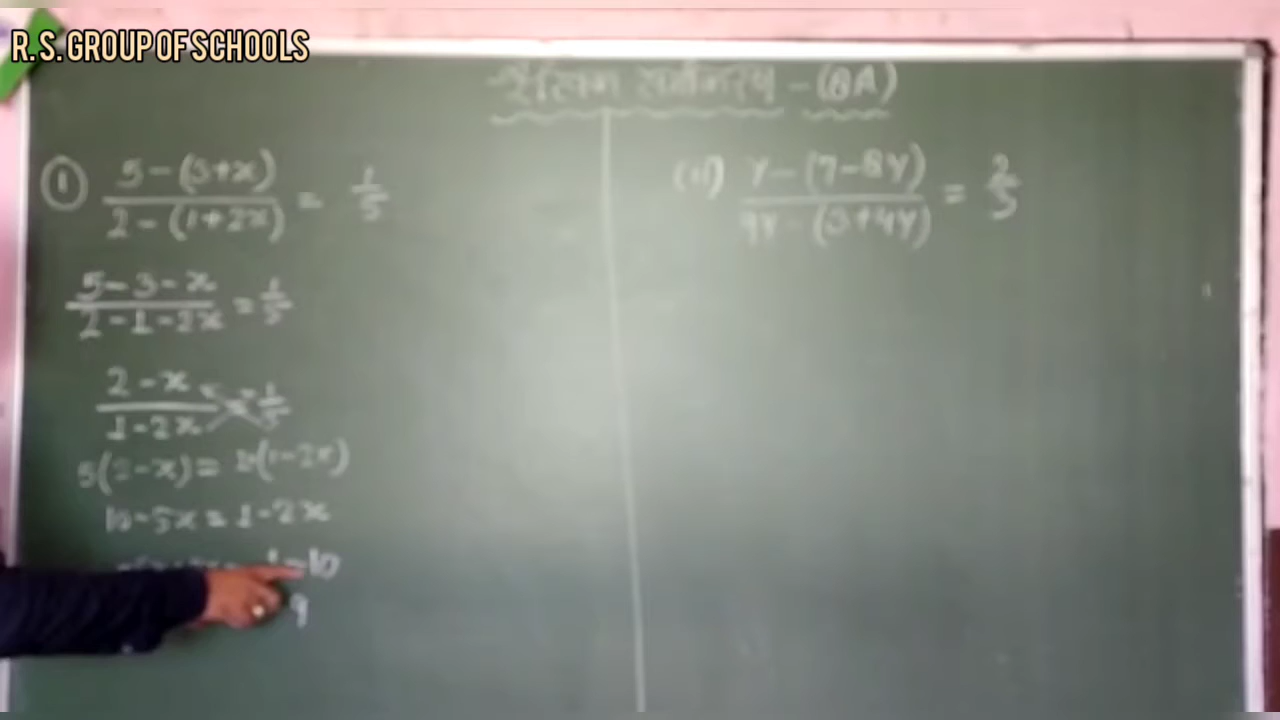 R. S. GROUP OF SCHOOLS
रैखिक समीकरण - (8A)
① 5-(3+x) / 2-(1+2x) = 1/5
5-3-x / 2-1-2x = 1/5
2-x / 1-2x = 1/5
5(2-x) = 1(1-2x)
10-5x = 1-2x
1-10
9
(ii) Y-(7-8Y) / 9Y-(3+4Y) = 2/3